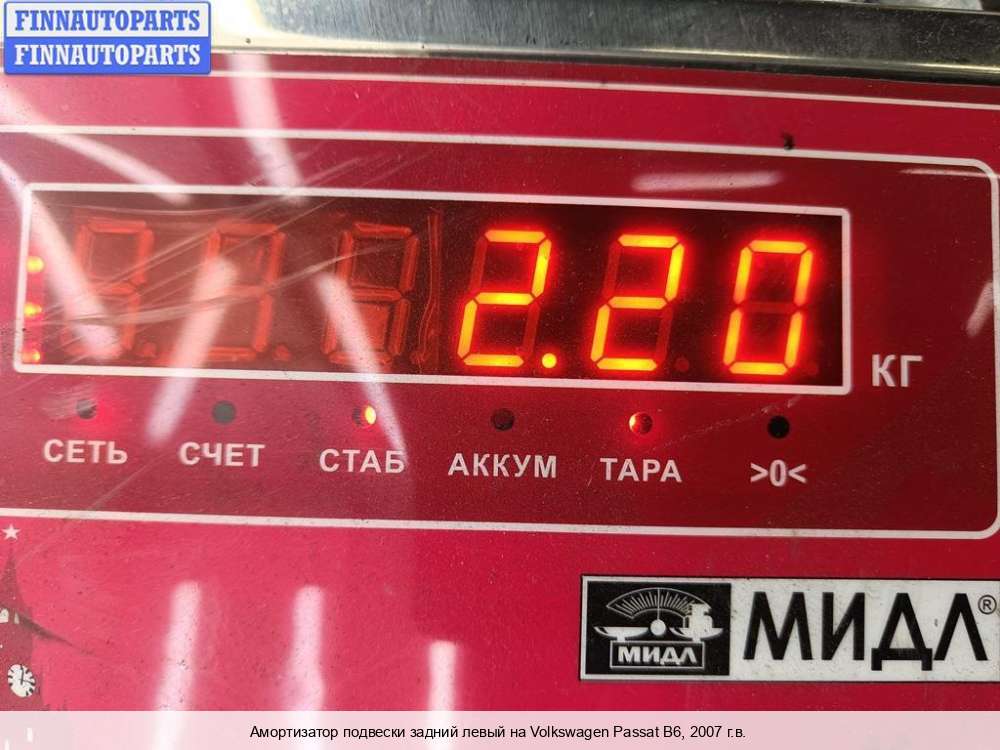 FINNAUTOPARTS
FINNAUTOPARTS
2.20
КГ
СЕТЬ СЧЕТ СТАБ АККУМ ТАРА >0<
МИДЛ МИДЛ®
Амортизатор подвески задний левый на Volkswagen Passat B6, 2007 г.в.